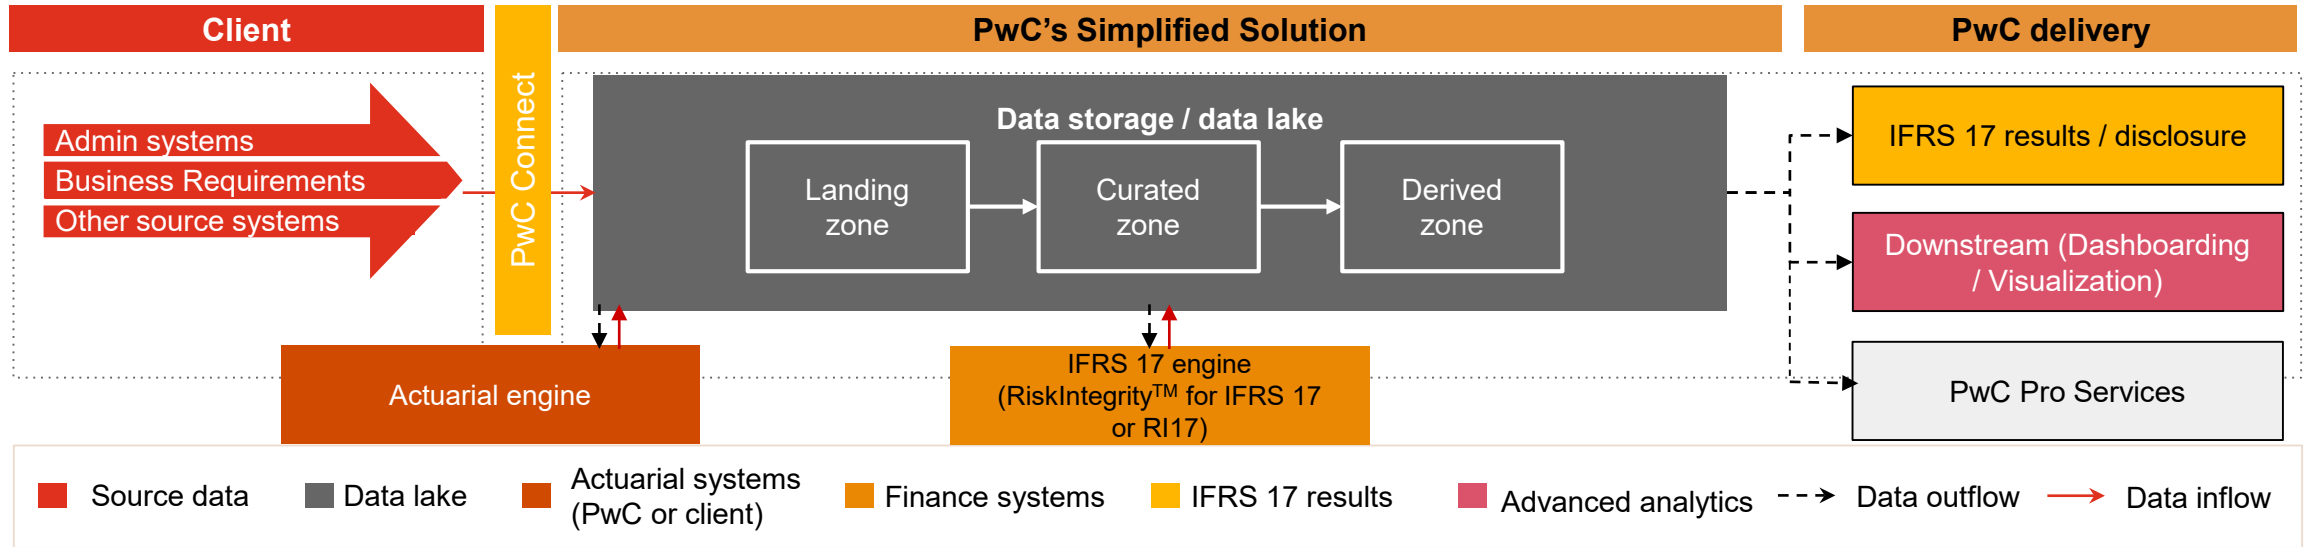 Client
PwC's Simplified Solution
PwC delivery
Admin systems
Business Requirements
Other source systems
PwC Connect
Data storage / data lake
Landing
zone
Curated
zone
Derived
zone
IFRS 17 results / disclosure
Downstream (Dashboarding
/ Visualization)
PwC Pro Services
Actuarial engine
IFRS 17 engine
(RiskIntegrity™ for IFRS 17
or RI17)
Source data
Data lake
Actuarial systems
(PwC or client)
Finance systems
IFRS 17 results
Advanced analytics
Data outflow
Data inflow